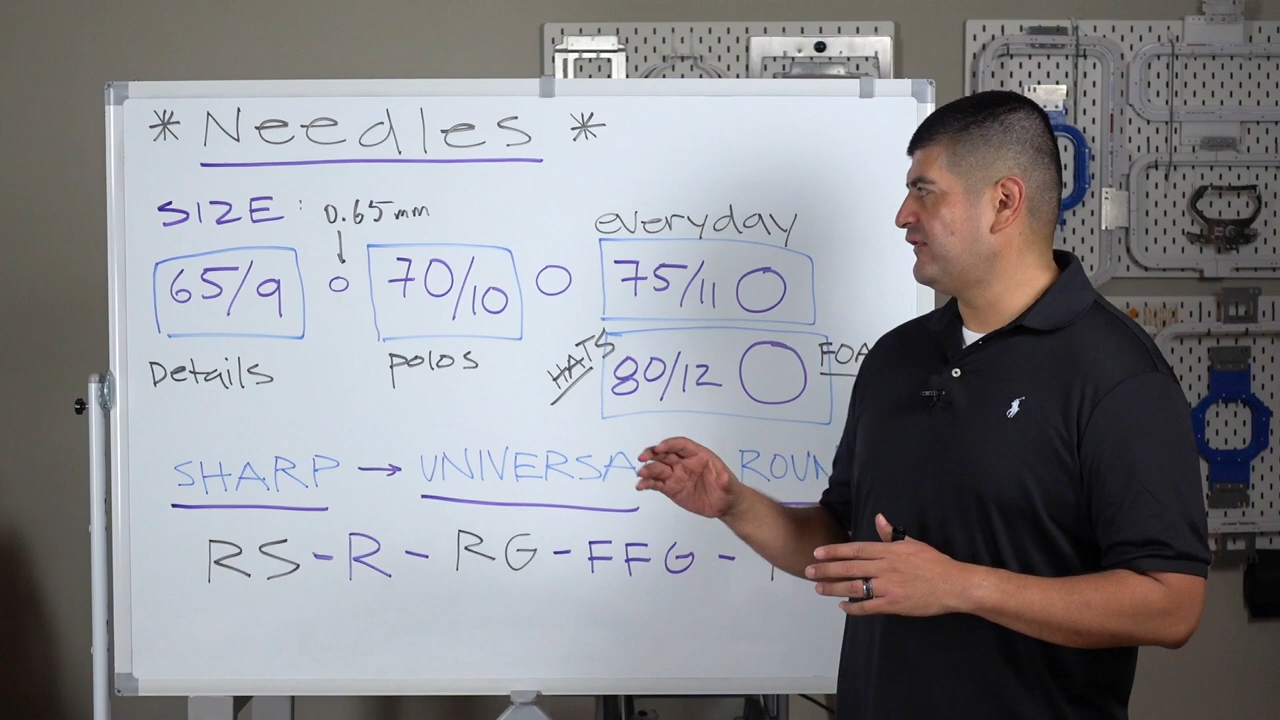 * Needles *
SIZE: 0.65mm
everyday
65/9 70/10 75/11
Details polos HATS 80/12
SHARP → UNIVERSA
RS - R - RG - FFG -